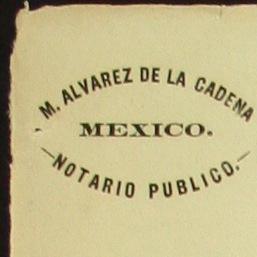 M. ALVAREZ DE LA CADENA
MEXICO.
NOTARIO PUBLICO.